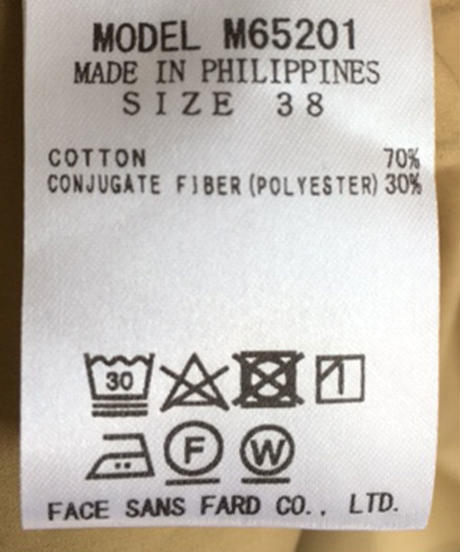 MODEL M65201
MADE IN PHILIPPINES
SIZE 38
COTTON 70%
CONJUGATE FIBER (POLYESTER) 30%
30
F W
FACE SANS FARD CO., LTD.